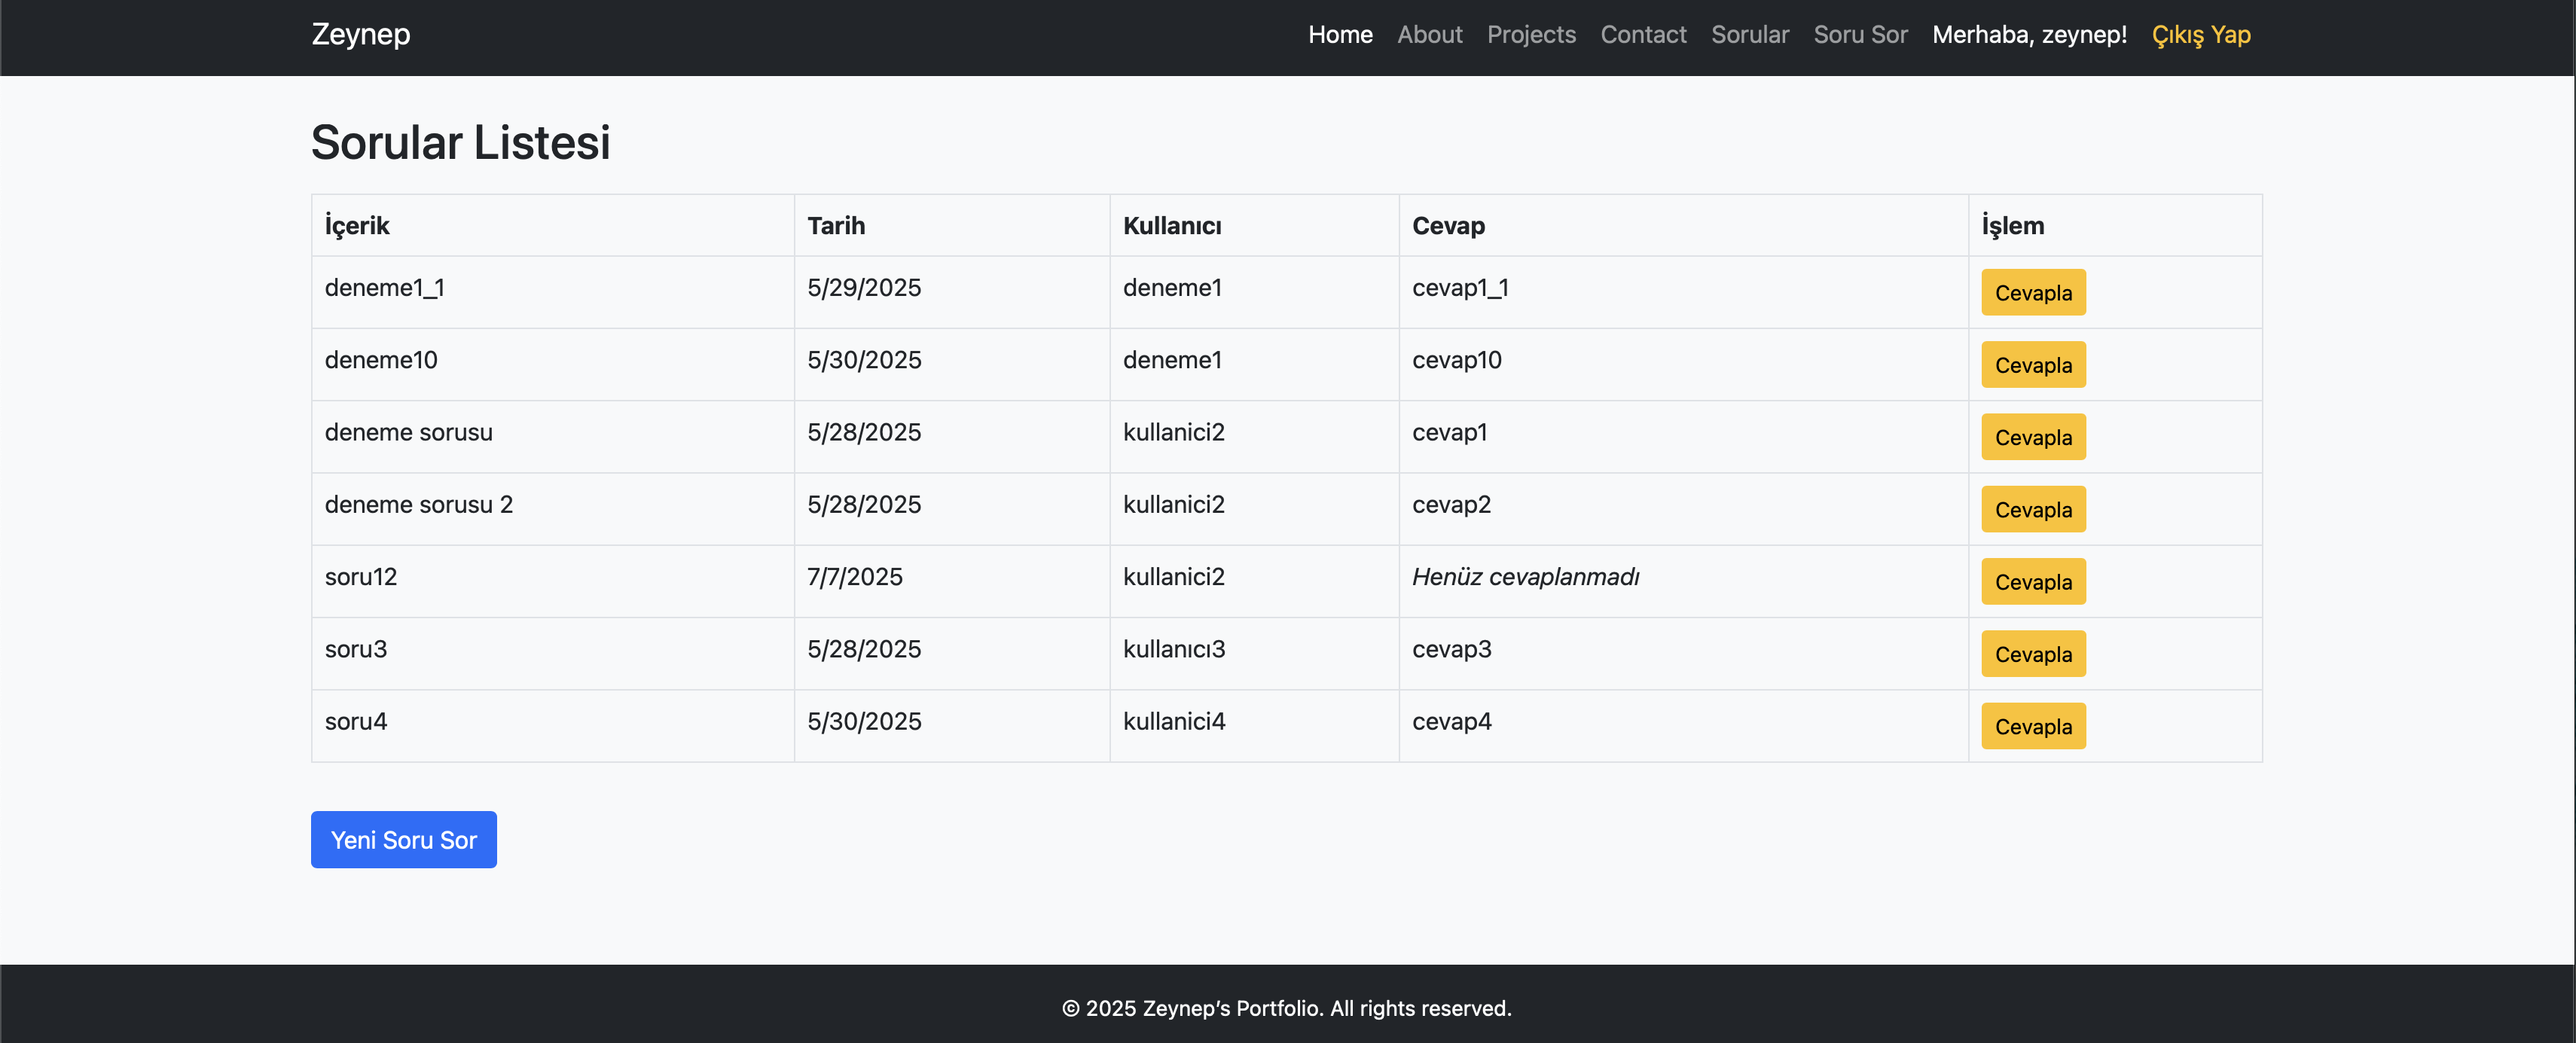 Zeynep Home About Projects Contact Sorular Soru Sor Merhaba, zeynep! Çıkış Yap
Sorular Listesi
İçerik Tarih Kullanıcı Cevap İşlem
deneme1_1 5/29/2025 deneme1 cevap1_1 Cevapla
deneme10 5/30/2025 deneme1 cevap10 Cevapla
deneme sorusu 5/28/2025 kullanici2 cevap1 Cevapla
deneme sorusu 2 5/28/2025 kullanici2 cevap2 Cevapla
soru12 7/7/2025 kullanici2 Henüz cevaplanmadı Cevapla
soru3 5/28/2025 kullanıcı3 cevap3 Cevapla
soru4 5/30/2025 kullanici4 cevap4 Cevapla
Yeni Soru Sor
© 2025 Zeynep’s Portfolio. All rights reserved.